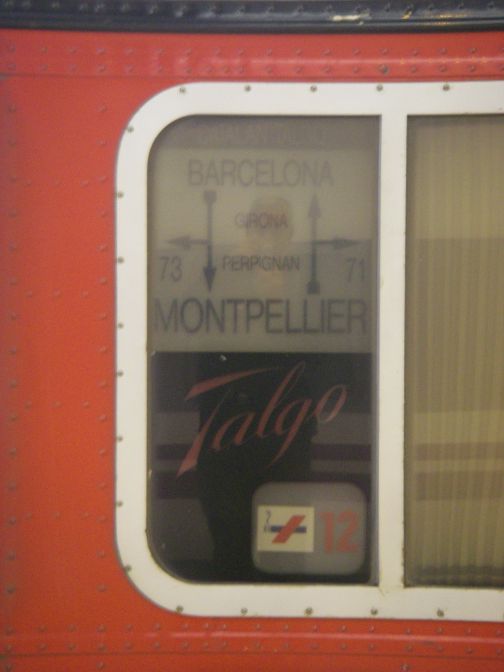 BARCELONA
GIRONA
73 PERPIGNAN 71
MONTPELLIER
Talgo
12